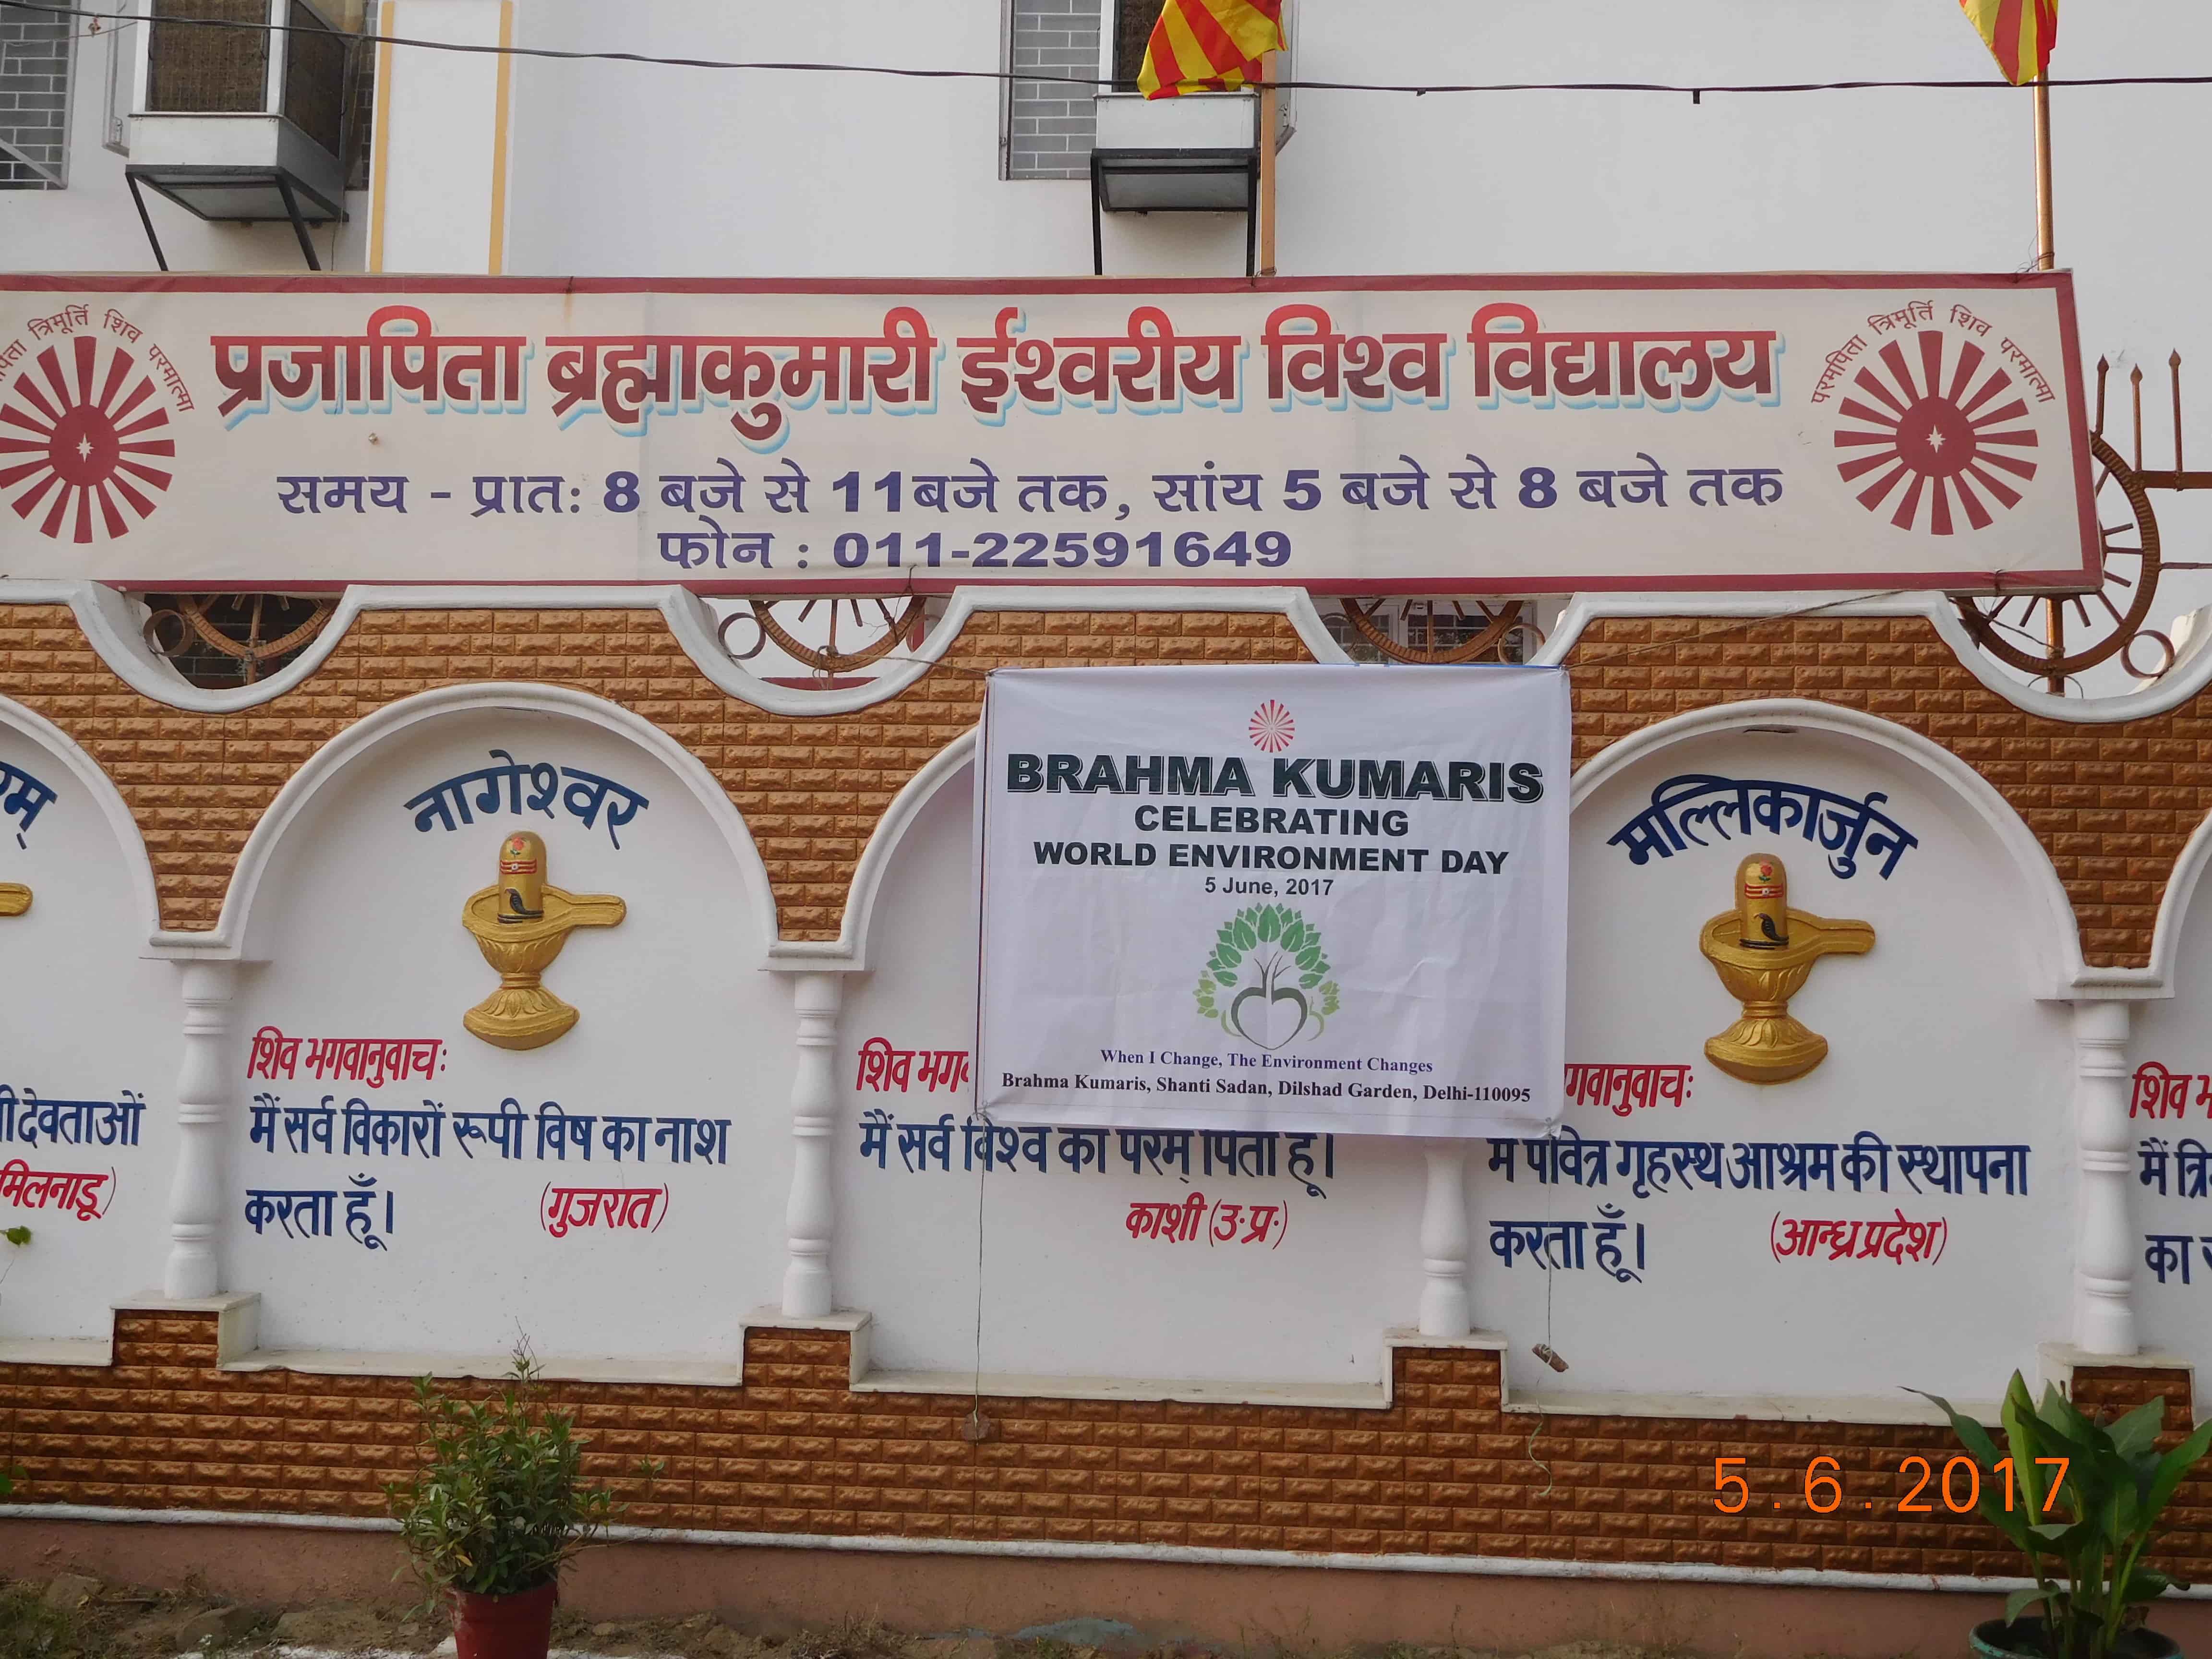 त्रिमूर्ति शिव परमात्मा
प्रजापिता ब्रह्माकुमारी ईश्वरीय विश्व विद्यालय
परमपिता त्रिमूर्ति शिव परमात्मा
समय - प्रातः 8 बजे से 11बजे तक, सांय 5 बजे से 8 बजे तक
फोन : 011-22591649
नागेश्वर
शिव भगवानुवाचः
मैं सर्व विकारों रूपी विष का नाश
करता हूँ।
(गुजरात)
BRAHMA KUMARIS
CELEBRATING
WORLD ENVIRONMENT DAY
5 June, 2017
When I Change, The Environment Changes
Brahma Kumaris, Shanti Sadan, Dilshad Garden, Delhi-110095
शिव
मैं सर्व विश्व का परम् पिता हूँ।
काशी (उ.प्र.)
मल्लिकार्जुन
मैं पवित्र गृहस्थ आश्रम की स्थापना
करता हूँ।
(आन्ध्र प्रदेश)
शिव
मैं
का
5.6.2017